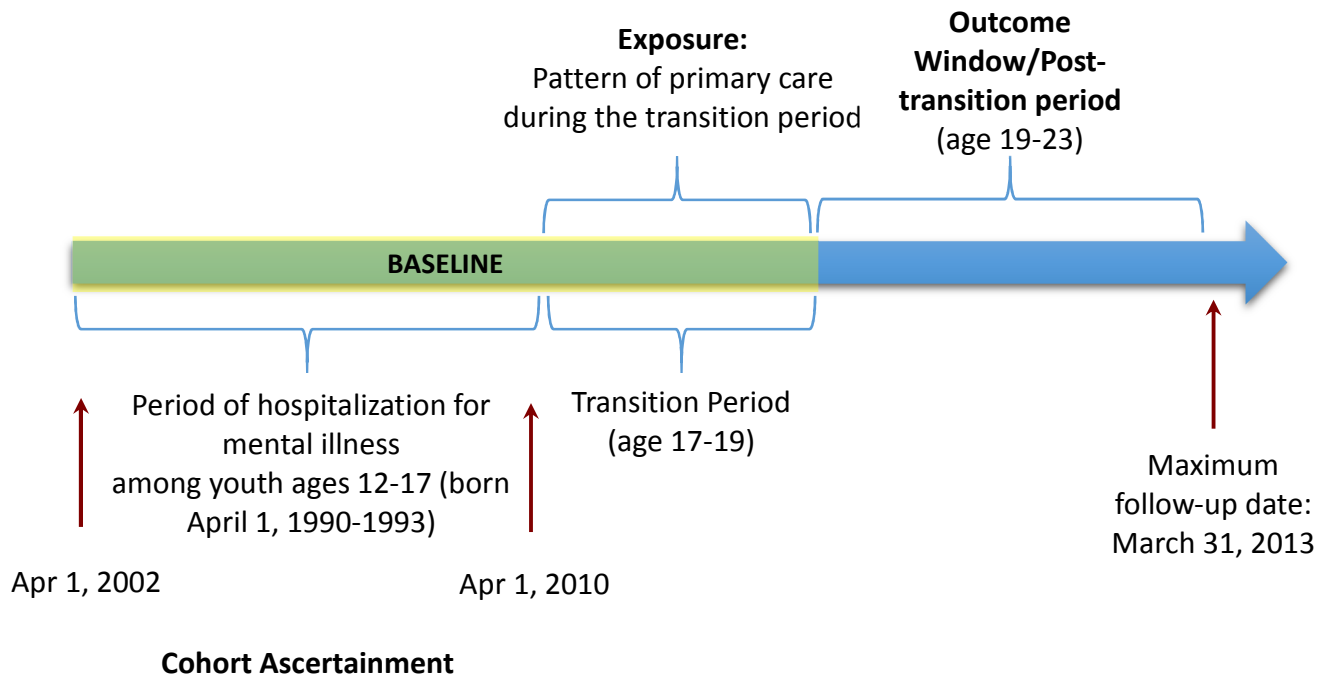 Exposure:
Pattern of primary care
during the transition period
Outcome
Window/Post-
transition period
(age 19-23)
BASELINE
Period of hospitalization for
mental illness
among youth ages 12-17 (born
April 1, 1990-1993)
Transition Period
(age 17-19)
Maximum
follow-up date:
March 31, 2013
Apr 1, 2002
Apr 1, 2010
Cohort Ascertainment